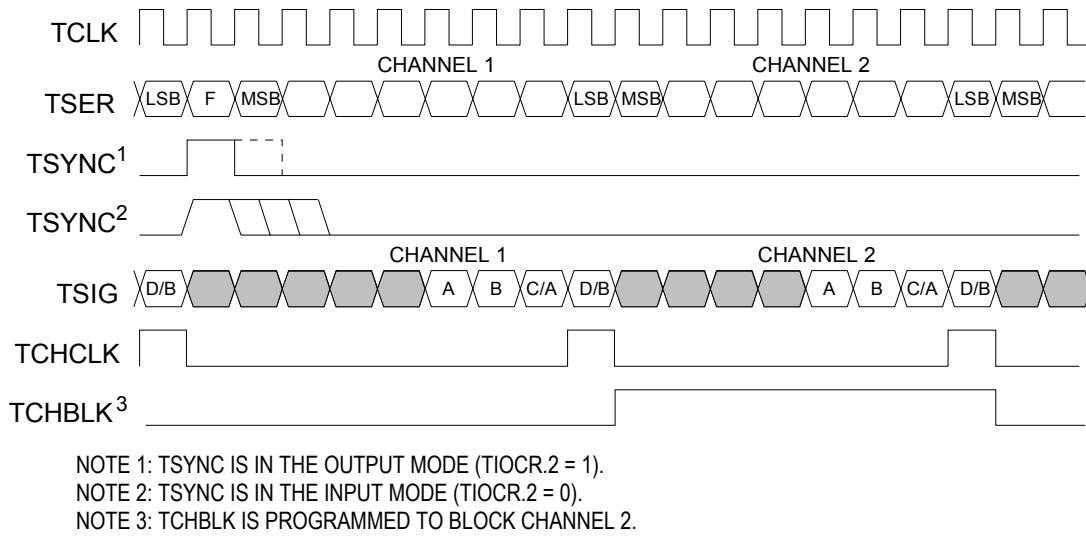 TCLK
CHANNEL 1 CHANNEL 2
TSER LSB F MSB LSB MSB LSB MSB
TSYNC1
TSYNC2
CHANNEL 1 CHANNEL 2
TSIG D/B A B C/A D/B A B C/A D/B
TCHCLK
TCHBLK3
NOTE 1: TSYNC IS IN THE OUTPUT MODE (TIOCR.2 = 1).
NOTE 2: TSYNC IS IN THE INPUT MODE (TIOCR.2 = 0).
NOTE 3: TCHBLK IS PROGRAMMED TO BLOCK CHANNEL 2.